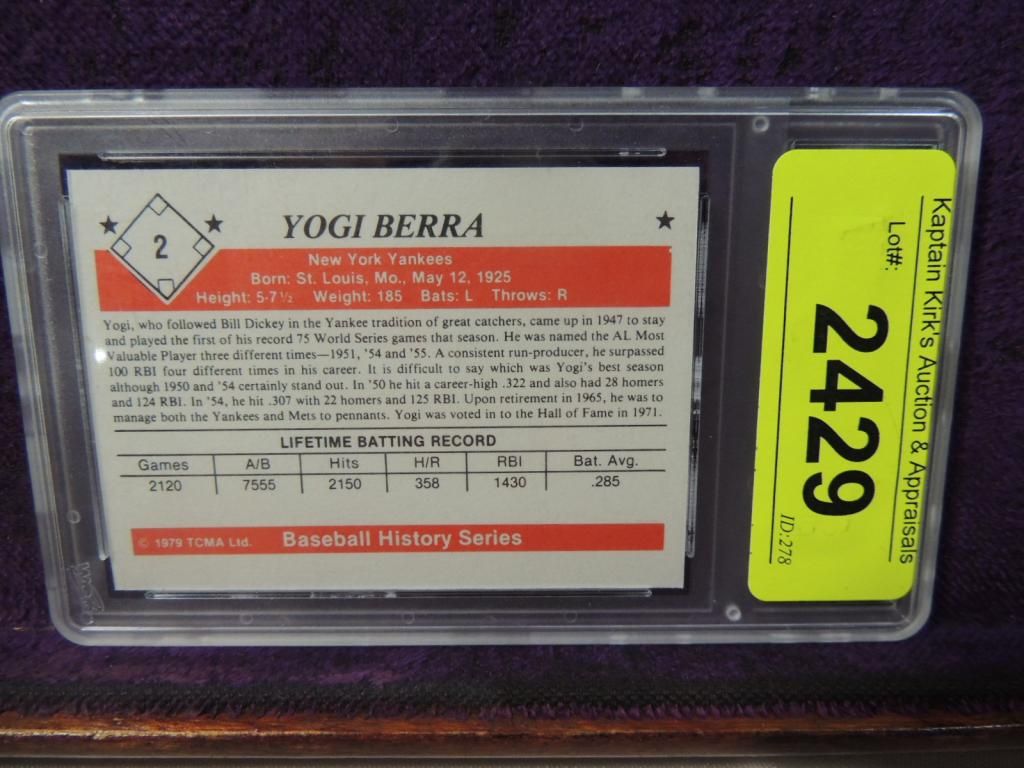 2
YOGI BERRA
New York Yankees
Born: St. Louis, Mo., May 12, 1925
Height: 5-7½ Weight: 185 Bats: L Throws: R
Yogi, who followed Bill Dickey in the Yankee tradition of great catchers, came up in 1947 to stay
and played the first of his record 75 World Series games that season. He was named the AL Most
Valuable Player three different times—1951, '54 and '55. A consistent run-producer, he surpassed
100 RBI four different times in his career. It is difficult to say which was Yogi's best season
although 1950 and '54 certainly stand out. In '50 he hit a career-high .322 and also had 28 homers
and 124 RBI. In '54, he hit .307 with 22 homers and 125 RBI. Upon retirement in 1965, he was to
manage both the Yankees and Mets to pennants. Yogi was voted in to the Hall of Fame in 1971.
LIFETIME BATTING RECORD
Games A/B Hits H/R RBI Bat. Avg.
2120 7555 2150 358 1430 .285
© 1979 TCMA Ltd. Baseball History Series
Kaptain Kirk's Auction & Appraisals
Lot#:
2429
ID:278